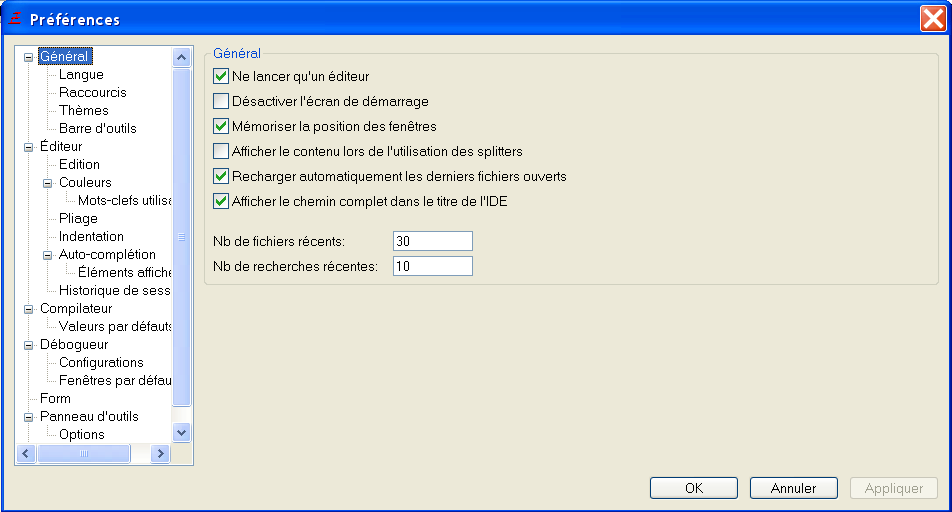 Préférences
Général
Langue
Raccourcis
Thèmes
Barre d'outils
Éditeur
Edition
Couleurs
Mots-clefs utilisa
Pliage
Indentation
Auto-complétion
Éléments affiche
Historique de sess
Compilateur
Valeurs par défauts
Débogueur
Configurations
Fenêtres par défau
Form
Panneau d'outils
Options
Général
Ne lancer qu'un éditeur
Désactiver l'écran de démarrage
Mémoriser la position des fenêtres
Afficher le contenu lors de l'utilisation des splitters
Recharger automatiquement les derniers fichiers ouverts
Afficher le chemin complet dans le titre de l'IDE
Nb de fichiers récents: 30
Nb de recherches récentes: 10
OK Annuler Appliquer